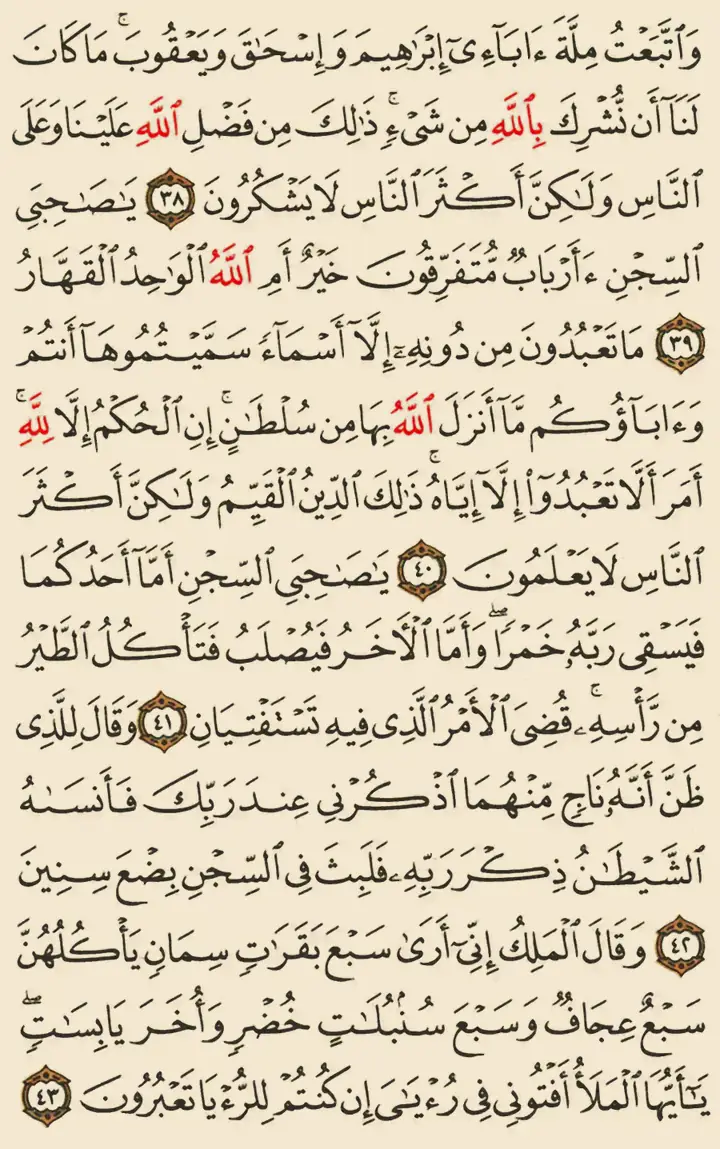 وَٱتَّبَعْتُ مِلَّةَ ءَابَآءِىٓ إِبْرَٰهِيمَ وَإِسْحَٰقَ وَيَعْقُوبَ ۚ مَا كَانَ
لَنَآ أَن نُّشْرِكَ بِٱللَّهِ مِن شَىْءٍ ۚ ذَٰلِكَ مِن فَضْلِ ٱللَّهِ عَلَيْنَا وَعَلَى
ٱلنَّاسِ وَلَٰكِنَّ أَكْثَرَ ٱلنَّاسِ لَا يَشْكُرُونَ ٣٨ يَٰصَٰحِبَىِ
ٱلسِّجْنِ ءَأَرْبَابٌ مُّتَفَرِّقُونَ خَيْرٌ أَمِ ٱللَّهُ ٱلْوَٰحِدُ ٱلْقَهَّارُ
٣٩ مَا تَعْبُدُونَ مِن دُونِهِۦٓ إِلَّآ أَسْمَآءً سَمَّيْتُمُوهَآ أَنتُمْ
وَءَابَآؤُكُم مَّآ أَنزَلَ ٱللَّهُ بِهَا مِن سُلْطَٰنٍ ۚ إِنِ ٱلْحُكْمُ إِلَّا لِلَّهِ ۚ
أَمَرَ أَلَّا تَعْبُدُوٓا۟ إِلَّآ إِيَّاهُ ۚ ذَٰلِكَ ٱلدِّينُ ٱلْقَيِّمُ وَلَٰكِنَّ أَكْثَرَ
ٱلنَّاسِ لَا يَعْلَمُونَ ٤٠ يَٰصَٰحِبَىِ ٱلسِّجْنِ أَمَّآ أَحَدُكُمَا
فَيَسْقِى رَبَّهُۥ خَمْرًا ۖ وَأَمَّا ٱلْءَاخَرُ فَيُصْلَبُ فَتَأْكُلُ ٱلطَّيْرُ
مِن رَّأْسِهِۦ ۚ قُضِىَ ٱلْأَمْرُ ٱلَّذِى فِيهِ تَسْتَفْتِيَانِ ٤١ وَقَالَ لِلَّذِى
ظَنَّ أَنَّهُۥ نَاجٍ مِّنْهُمَا ٱذْكُرْنِى عِندَ رَبِّكَ فَأَنسَىٰهُ
ٱلشَّيْطَٰنُ ذِكْرَ رَبِّهِۦ فَلَبِثَ فِى ٱلسِّجْنِ بِضْعَ سِنِينَ
٤٢ وَقَالَ ٱلْمَلِكُ إِنِّىٓ أَرَىٰ سَبْعَ بَقَرَٰتٍ سِمَانٍ يَأْكُلُهُنَّ
سَبْعٌ عِجَافٌ وَسَبْعَ سُنۢبُلَٰتٍ خُضْرٍ وَأُخَرَ يَابِسَٰتٍ ۖ
يَٰٓأَيُّهَا ٱلْمَلَأُ أَفْتُونِى فِى رُءْيَٰىَ إِن كُنتُمْ لِلرُّءْيَا تَعْبُرُونَ ٤٣